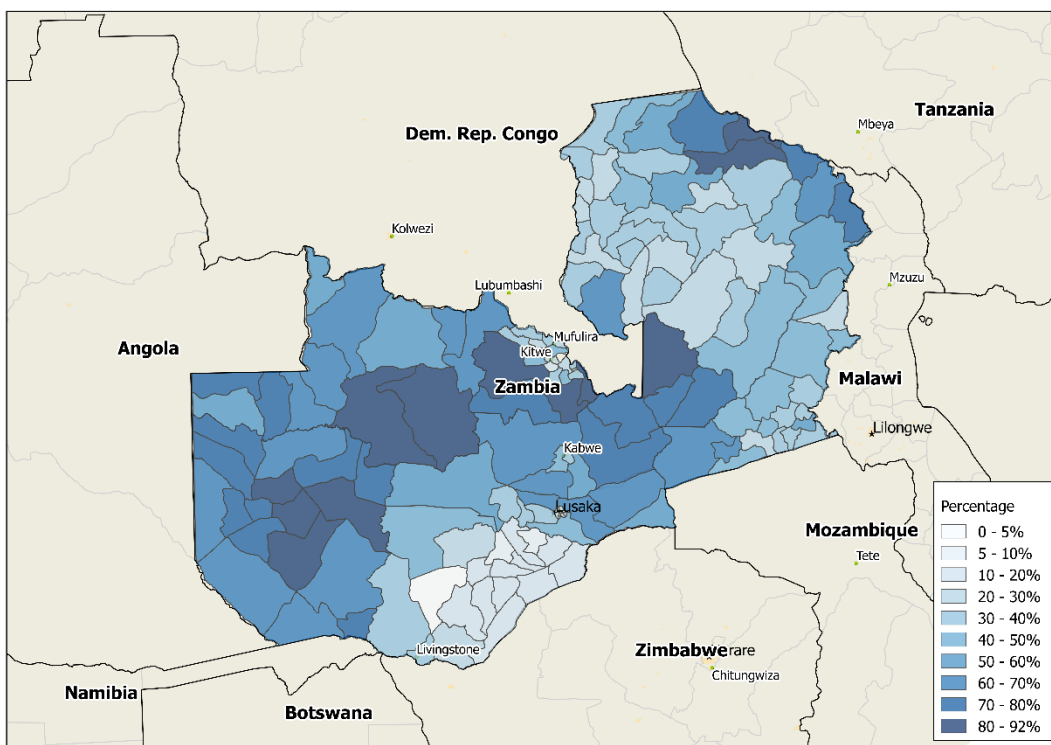 Tanzania
Mbeya
Dem. Rep. Congo
Kolwezi
Lubumbashi
Mzuzu
Mufulira
Angola
Kitwe
Zambia
Malawi
Lilongwe
Kabwe
Lusaka
Mozambique
Tete
Livingstone
Zimbabwe
rare
Chitungwiza
Namibia
Botswana
Percentage
0 - 5%
5 - 10%
10 - 20%
20 - 30%
30 - 40%
40 - 50%
50 - 60%
60 - 70%
70 - 80%
80 - 92%